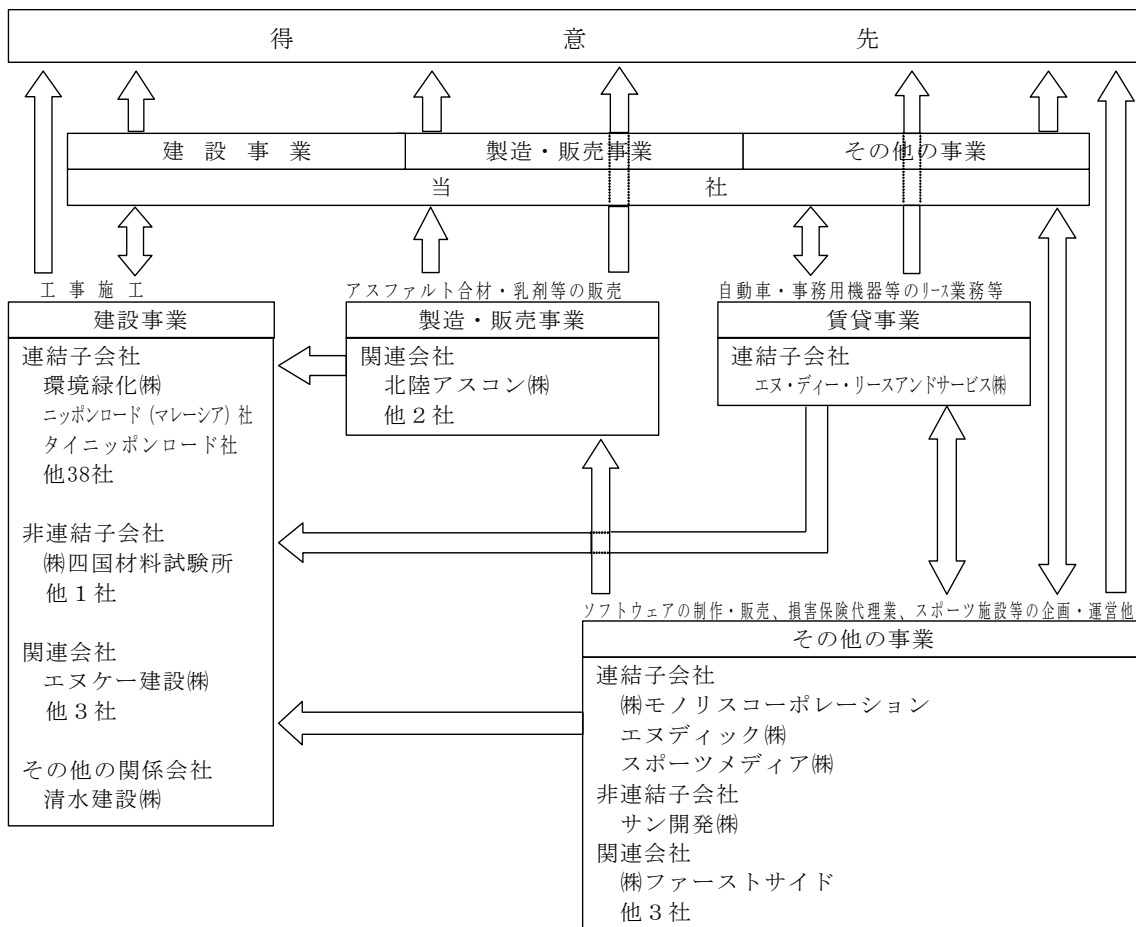 得意先
建設事業 製造・販売事業 その他の事業
当社
工事施工
建設事業
連結子会社
環境緑化㈱
ニッポンロード(マレーシア)社
タイニッポンロード社
他38社
非連結子会社
㈱四国材料試験所
他1社
関連会社
エヌケー建設㈱
他3社
その他の関係会社
清水建設㈱
アスファルト合材・乳剤等の販売
製造・販売事業
関連会社
北陸アスコン㈱
他2社
自動車・事務用機器等のリース業務等
賃貸事業
連結子会社
エヌ・ディー・リースアンドサービス㈱
ソフトウェアの制作・販売、損害保険代理業、スポーツ施設等の企画・運営他
その他の事業
連結子会社
㈱モノリスコーポレーション
エヌディック㈱
スポーツメディア㈱
非連結子会社
サン開発㈱
関連会社
㈱ファーストサイド
他3社